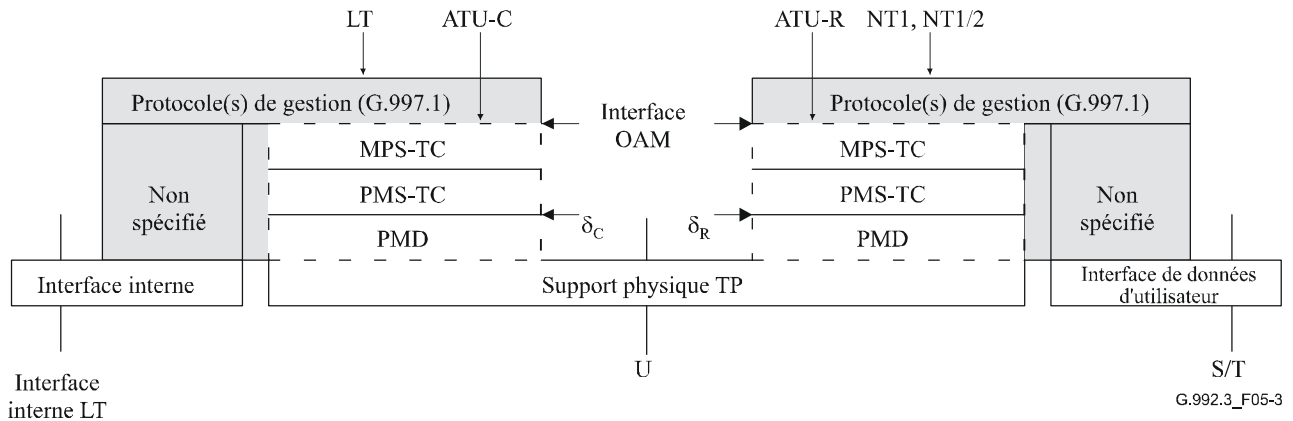 LT
ATU-C
ATU-R
NT1, NT1/2
Protocole(s) de gestion (G.997.1)
Interface
OAM
Protocole(s) de gestion (G.997.1)
MPS-TC
MPS-TC
Non
spécifié
PMS-TC
PMS-TC
Non
spécifié
δC
δR
PMD
PMD
Interface interne
Support physique TP
Interface de données
d'utilisateur
Interface
interne LT
U
S/T
G.992.3_F05-3